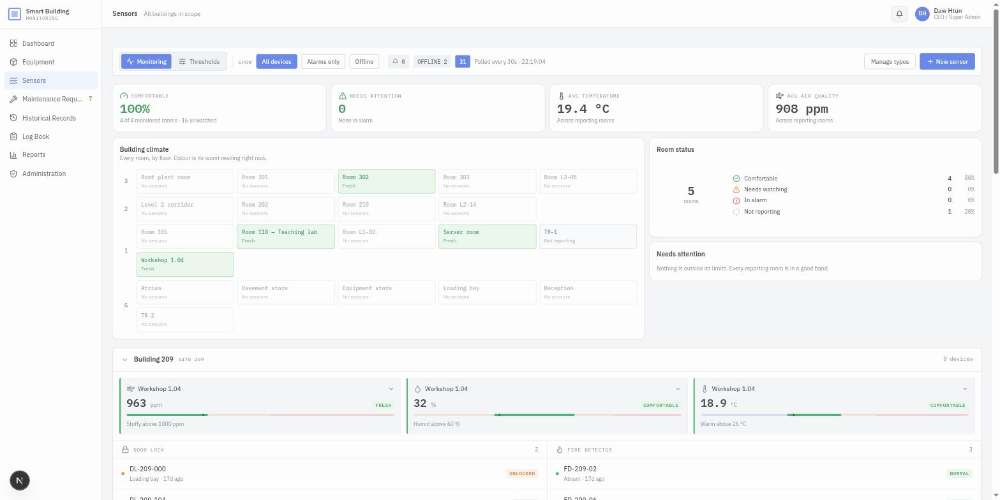 Smart Building
MONITORING
Sensors All buildings in scope
DH
Daw Htun
CEO / Super Admin
Dashboard
Equipment
Sensors
Maintenance Requ... 7
Historical Records
Log Book
Reports
Administration
Monitoring Thresholds SHOW All devices Alarms only Offline 0 OFFLINE 2 31 Polled every 30s · 22:19:04 Manage types + New sensor
COMFORTABLE
100%
4 of 4 monitored rooms · 16 unwatched
NEEDS ATTENTION
0
None in alarm
AVG TEMPERATURE
19.4 °C
Across reporting rooms
AVG AIR QUALITY
908 ppm
Across reporting rooms
Building climate
Every room, by floor. Colour is its worst reading right now.
3
Roof plant room
No sensors
Room 301
No sensors
Room 302
Fresh
Room 303
No sensors
Room L3-08
No sensors
2
Level 2 corridor
No sensors
Room 202
No sensors
Room 210
No sensors
Room L2-14
No sensors
1
Room 105
No sensors
Room 118 — Teaching lab
Fresh
Room L1-02
No sensors
Server room
Fresh
TR-1
Not reporting
Workshop 1.04
Fresh
G
Atrium
No sensors
Basement store
No sensors
Equipment store
No sensors
Loading bay
No sensors
Reception
No sensors
TR-2
No sensors
Room status
5
rooms
Comfortable 4 80%
Needs watching 0 0%
In alarm 0 0%
Not reporting 1 20%
Needs attention
Nothing is outside its limits. Every reporting room is in a good band.
Building 209 SITE 209 8 devices
Workshop 1.04
963 ppm FRESH
Stuffy above 1000 ppm
Workshop 1.04
32 % COMFORTABLE
Humid above 60 %
Workshop 1.04
18.9 °C COMFORTABLE
Warm above 26 °C
DOOR LOCK 2
DL-209-000
Loading bay · 17d ago
UNLOCKED
DL-209-104
FIRE DETECTOR 3
FD-209-02
Atrium · 17d ago
NORMAL
FD-209-06
N